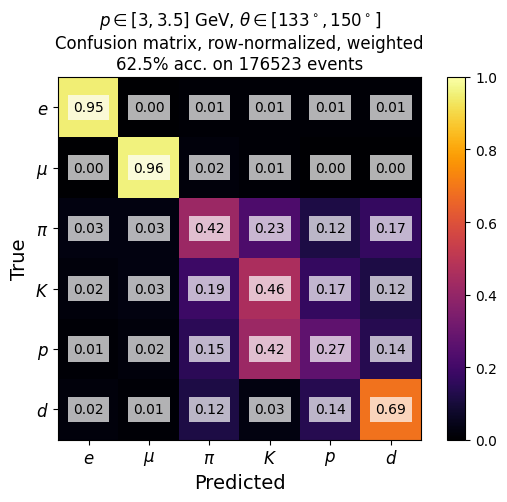 p ∈ [3, 3.5] GeV, θ ∈ [133°, 150°]
Confusion matrix, row-normalized, weighted
62.5% acc. on 176523 events
e 0.95 0.00 0.01 0.01 0.01 0.01
μ 0.00 0.96 0.02 0.01 0.00 0.00
π 0.03 0.03 0.42 0.23 0.12 0.17
K 0.02 0.03 0.19 0.46 0.17 0.12
p 0.01 0.02 0.15 0.42 0.27 0.14
d 0.02 0.01 0.12 0.03 0.14 0.69
e μ π K p d
True
Predicted
1.0
0.8
0.6
0.4
0.2
0.0